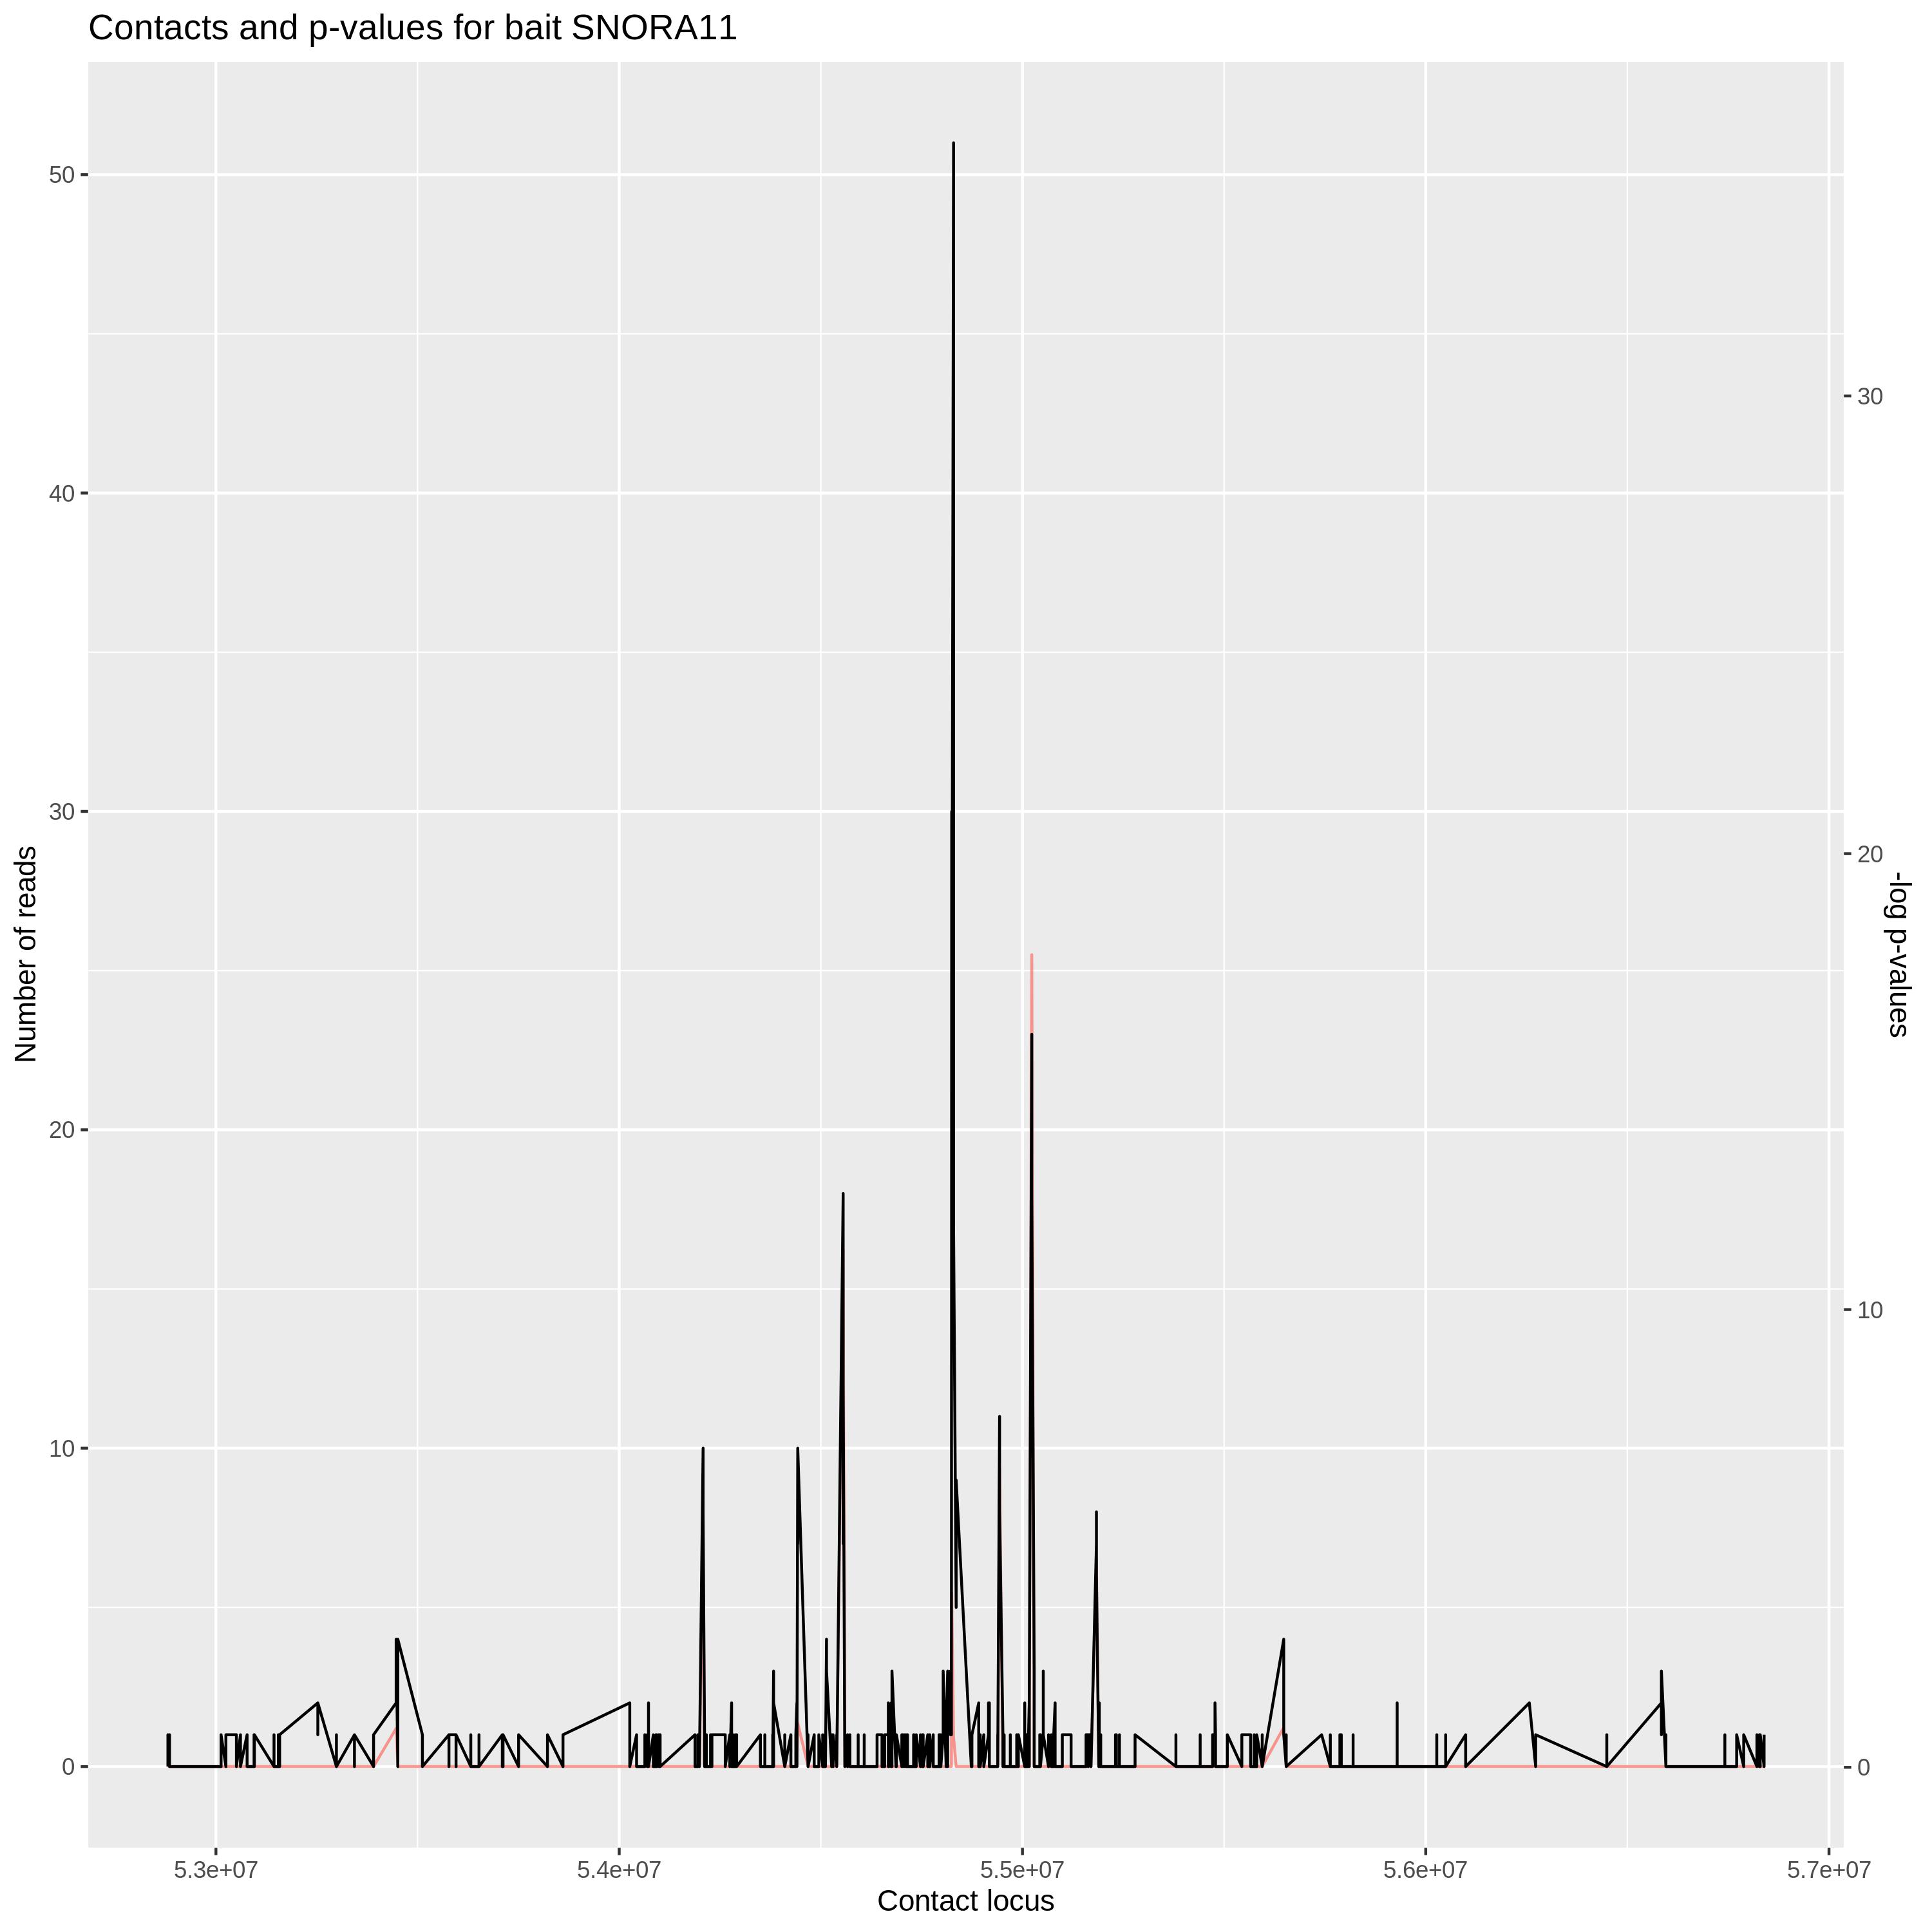 Contacts and p-values for bait SNORA11
50
40
30
20
10
0
Number of reads
30
20
10
0
-log p-values
5.3e+07
5.4e+07
5.5e+07
5.6e+07
5.7e+07
Contact locus